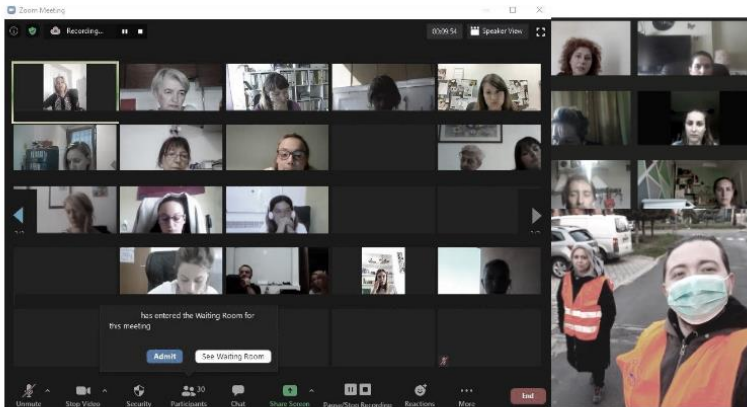 Zoom Meeting
Recording...
00:09:54
Speaker View
has entered the Waiting Room for
this meeting
Admit
See Waiting Room
30
Unmute
Stop Video
Security
Participants
Chat
Share Screen
Pause/Stop Recording
Reactions
More
End